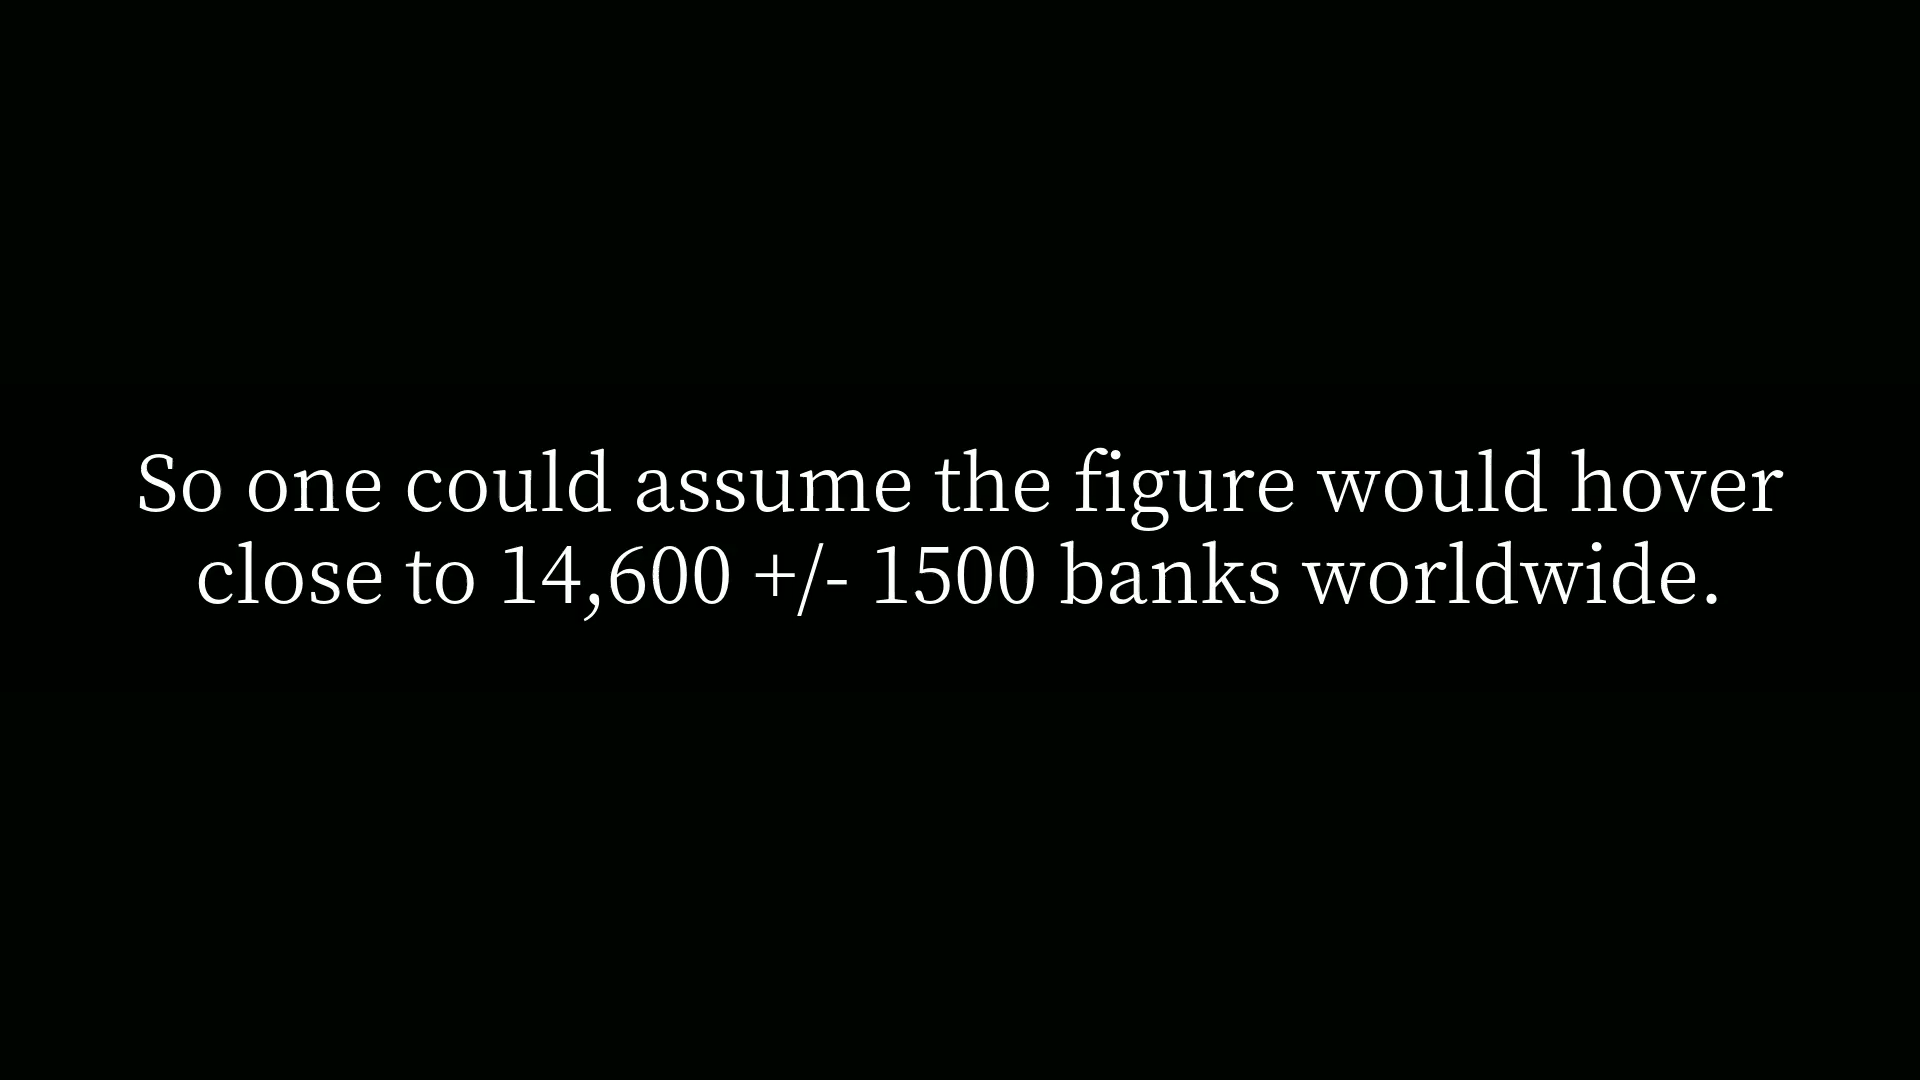 So one could assume the figure would hover
close to 14,600 +/- 1500 banks worldwide.